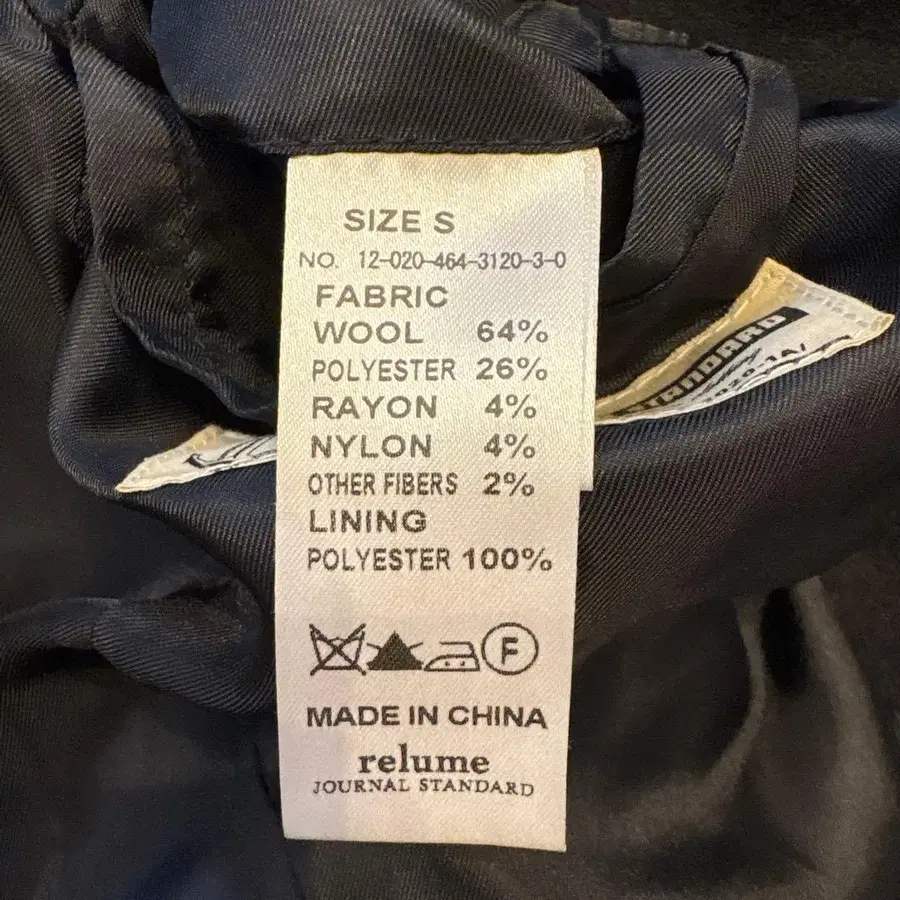 SIZE S
NO. 12-020-464-3120-3-0
FABRIC
WOOL 64%
POLYESTER 26%
RAYON 4%
NYLON 4%
OTHER FIBERS 2%
LINING
POLYESTER 100%
F
MADE IN CHINA
relume
JOURNAL STANDARD
STANDARD